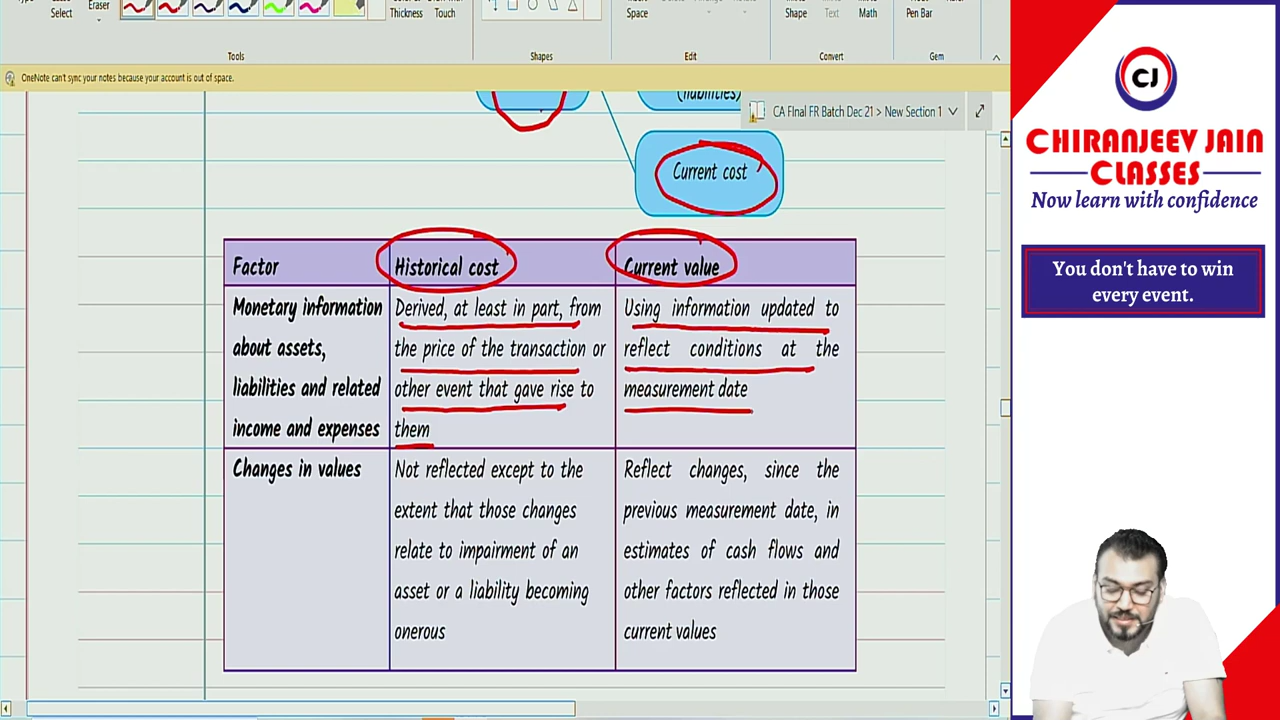 Eraser
Select
Thickness
Touch
Space
Shape
Text
Math
Pen Bar
Tools
Shapes
Edit
Convert
Gem
OneNote can't sync your notes because your account is out of space.
(liabilities)
CA FInal FR Batch Dec 21 > New Section 1
Current cost
Factor
Historical cost
Current value
Monetary information
about assets,
liabilities and related
income and expenses
Derived, at least in part, from
the price of the transaction or
other event that gave rise to
them
Using information updated to
reflect conditions at the
measurement date
Changes in values
Not reflected except to the
extent that those changes
relate to impairment of an
asset or a liability becoming
onerous
Reflect changes, since the
previous measurement date, in
estimates of cash flows and
other factors reflected in those
current values
CJ
CHIRANJEEV JAIN
CLASSES
Now learn with confidence
You don't have to win
every event.